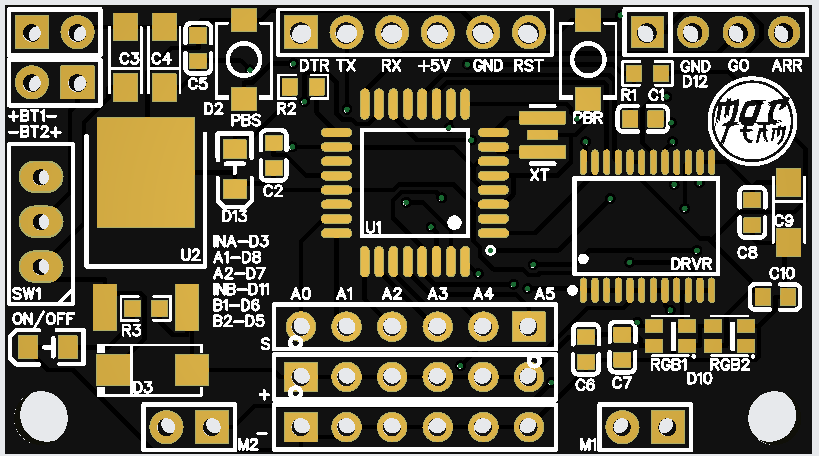 DTR TX RX +5V GND RST
GND GO ARR
D12
C3 C4 C5
D2
PBS
R2
PBR
R1 C1
+BT1-
-BT2+
MOC
TEAM
XT
C2
D13
U1
U2
SW1
INA-D3
A1-D8
A2-D7
INB-D11
B1-D6
B2-D5
DRVR
C8
C9
C10
ON/OFF
R3
D3
A0 A1 A2 A3 A4 A5
S
+
-
C6 C7
RGB1 RGB2
D10
M2
M1